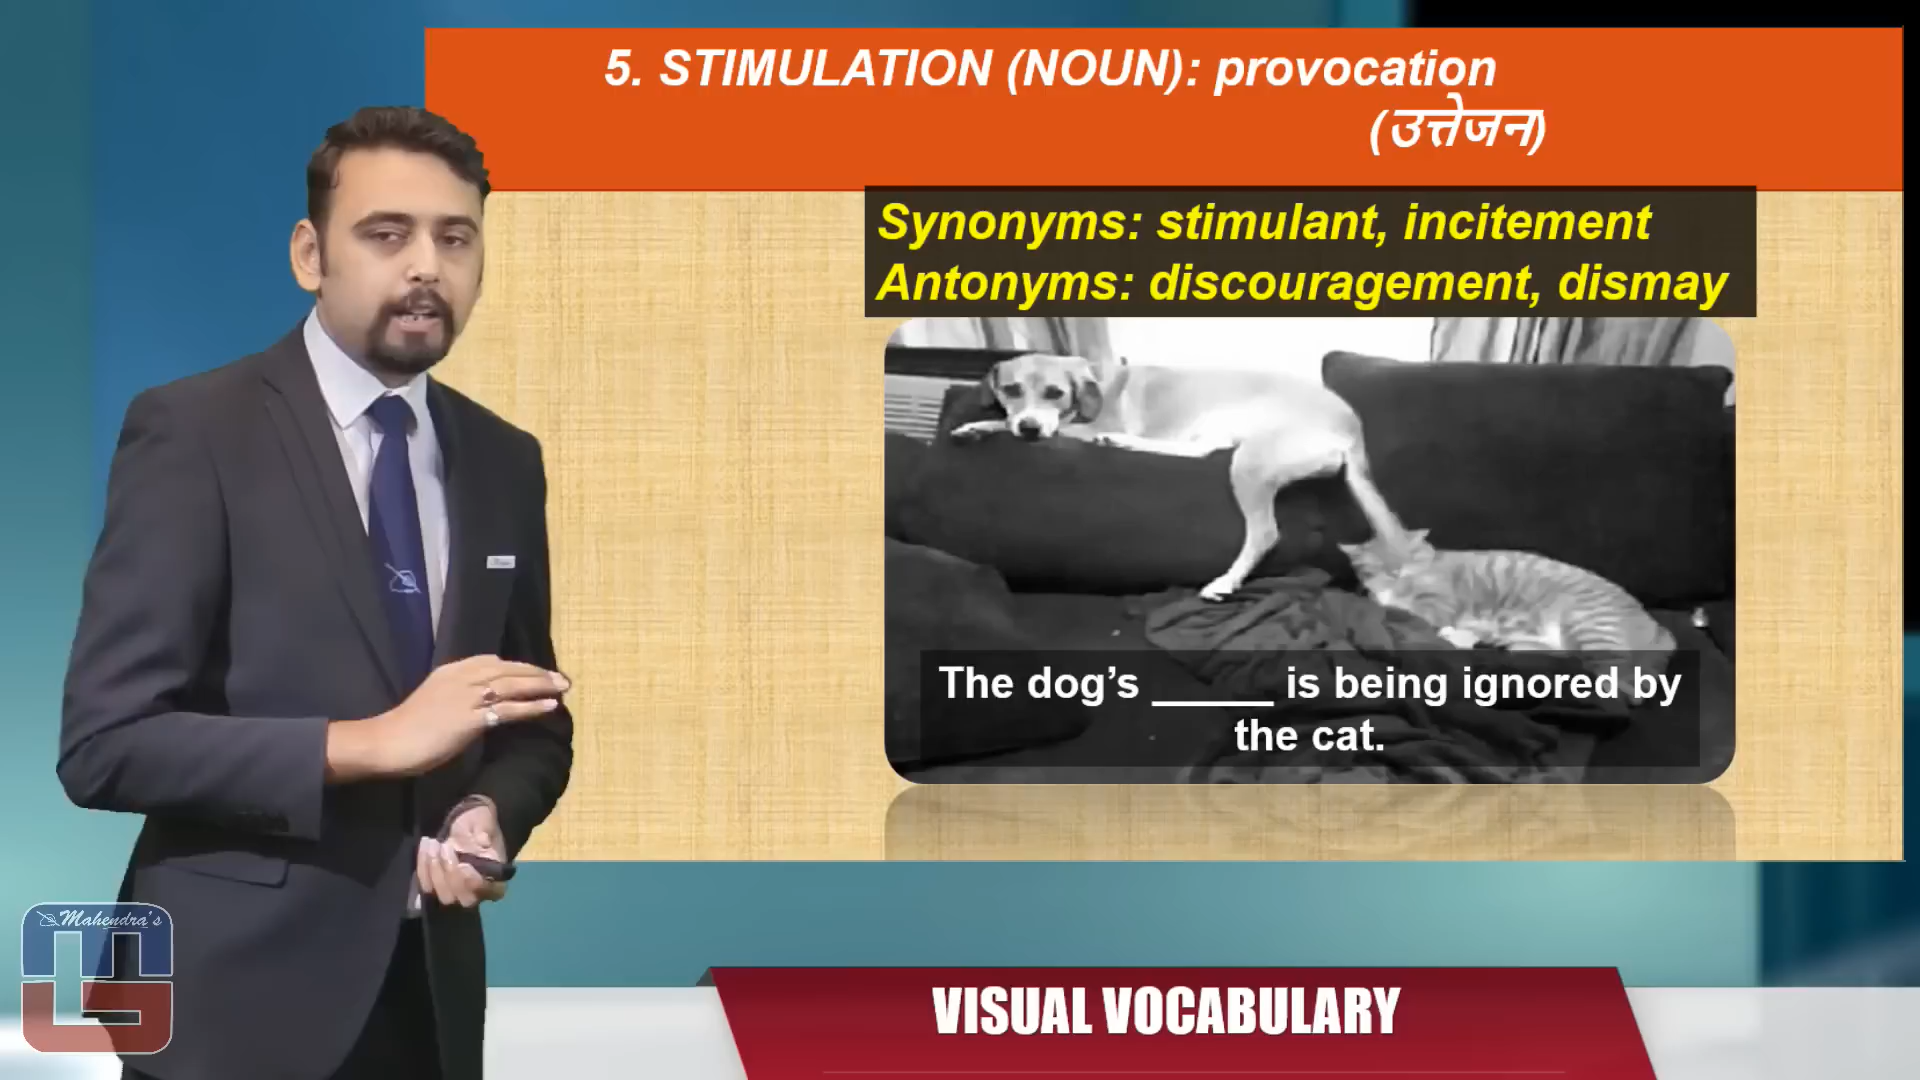 5. STIMULATION (NOUN): provocation
(उत्तेजन)
Synonyms: stimulant, incitement
Antonyms: discouragement, dismay
The dog's _____ is being ignored by
the cat.
Mahendra's
VISUAL VOCABULARY